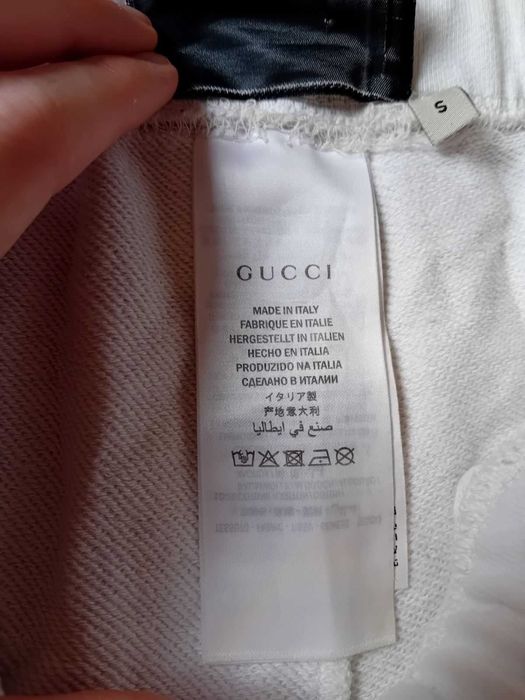 S
GUCCI
MADE IN ITALY
FABRIQUE EN ITALIE
HERGESTELLT IN ITALIEN
HECHO EN ITALIA
PRODUZIDO NA ITALIA
СДЕЛАНО В ИТАЛИИ
イタリア製
产地意大利
صنع في ايطاليا